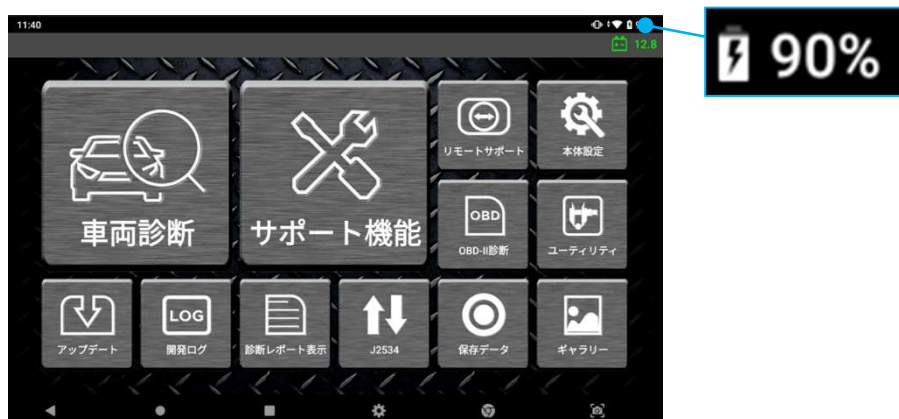 11:40
90%
12.8
車両診断
サポート機能
リモートサポート
本体設定
OBD
OBD-II診断
ユーティリティ
アップデート
LOG
開発ログ
診断レポート表示
J2534
保存データ
ギャラリー